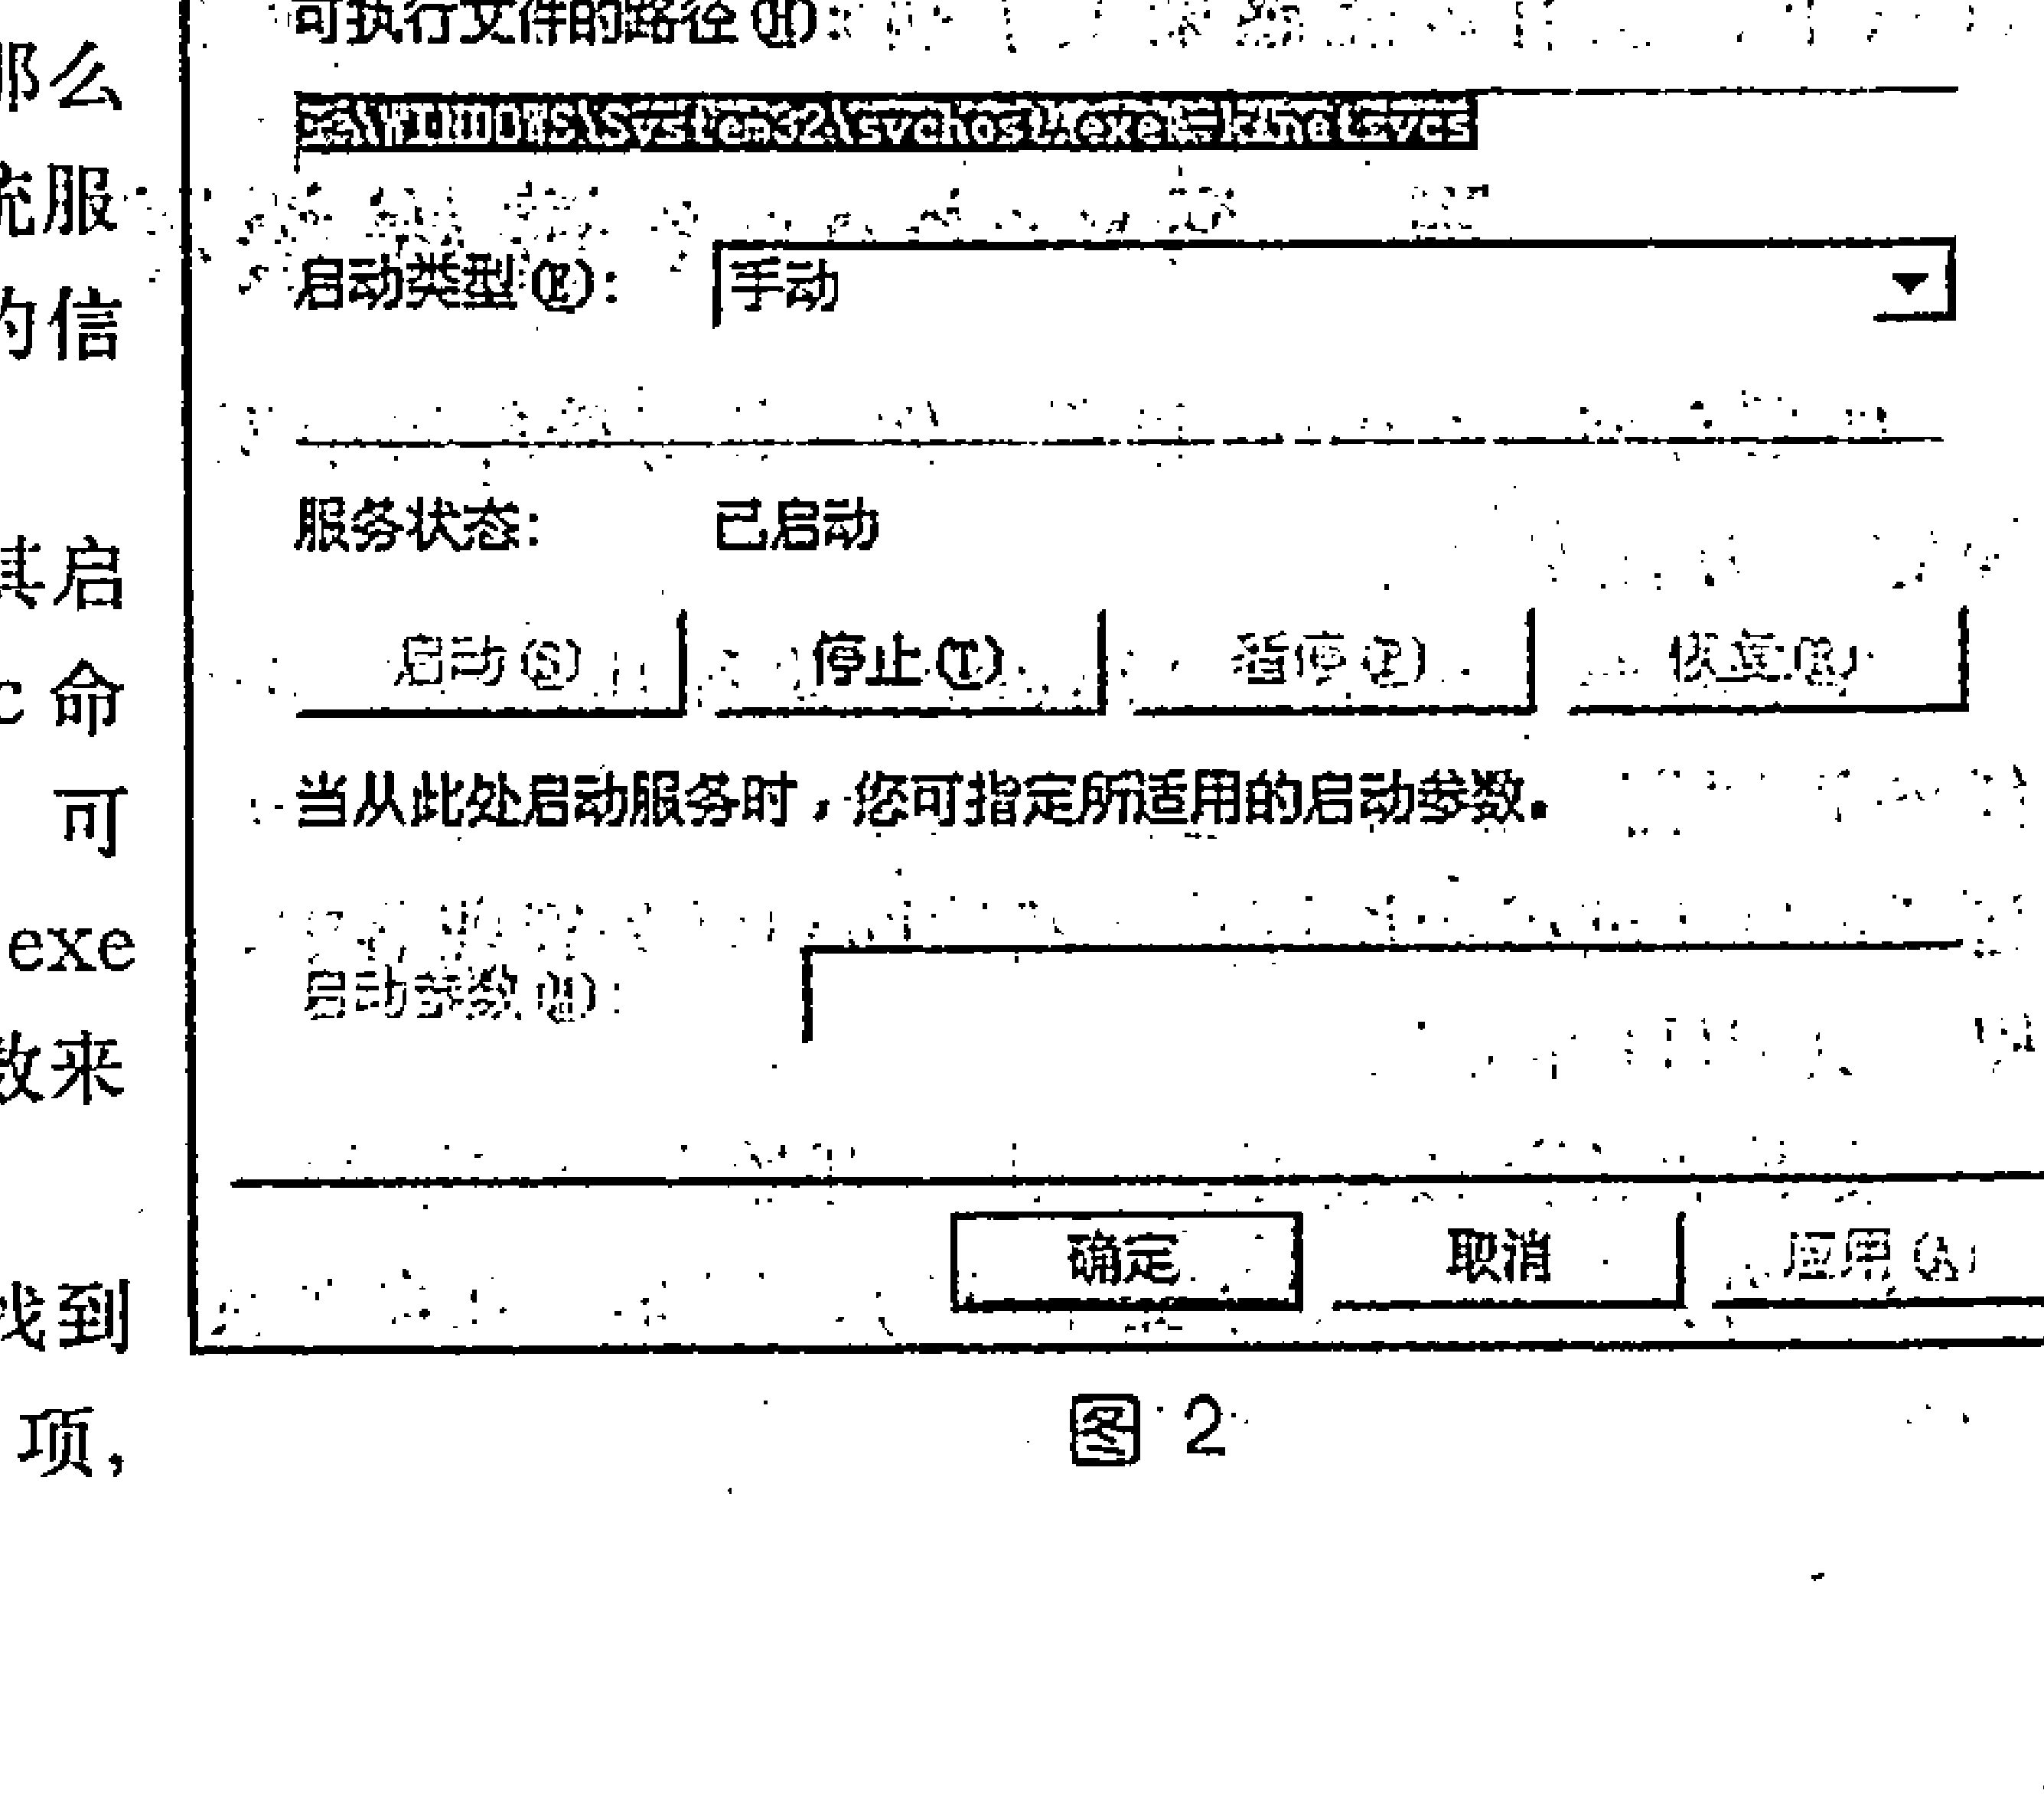 那么
统服
的信
其启
c 命
可
exe
数来
找到
项,
可执行文件的路径(H):
\WINDOWS\System32\svchost.exe -k netsvcs
启动类型(E): 手动
服务状态: 已启动
启动(S) 停止(T) 暂停(P) 恢复(R)
当从此处启动服务时，您可指定所适用的启动参数。
启动参数(M):
确定 取消 应用(A)
图 2